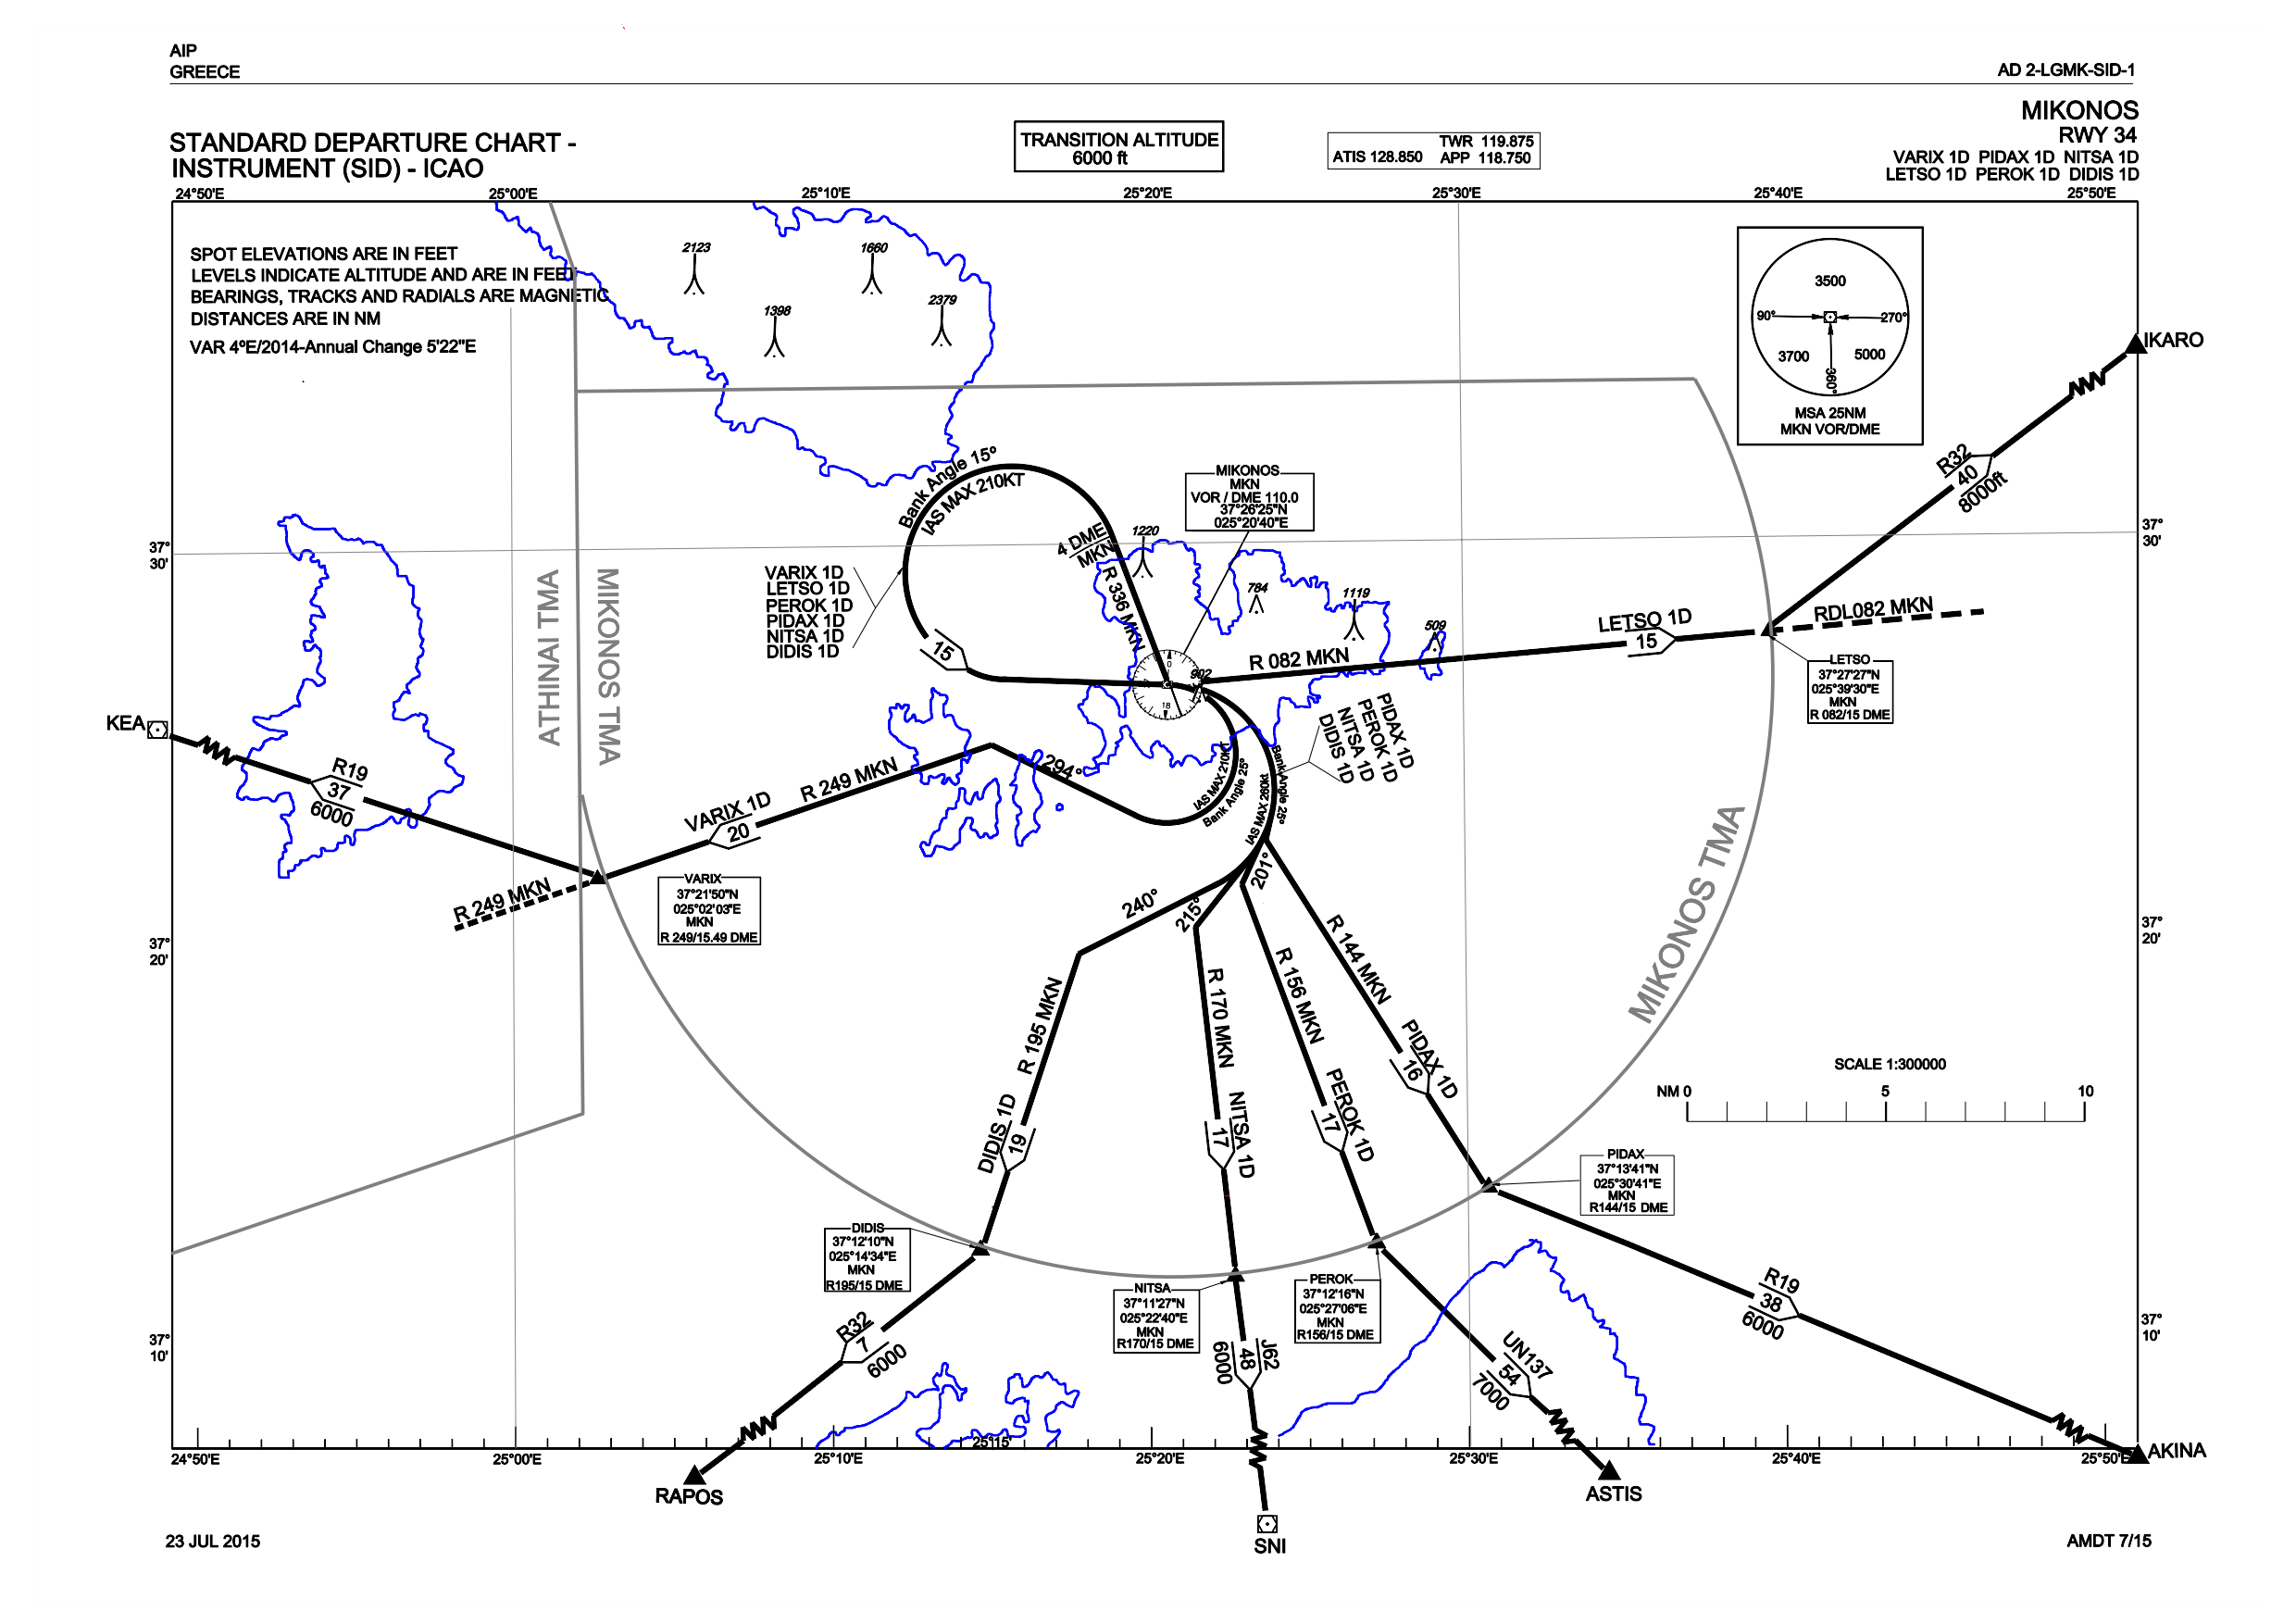 AIP
GREECE
AD 2-LGMK-SID-1
MIKONOS
RWY 34
VARIX 1D PIDAX 1D NITSA 1D
LETSO 1D PEROK 1D DIDIS 1D
STANDARD DEPARTURE CHART -
INSTRUMENT (SID) - ICAO
TRANSITION ALTITUDE
6000 ft
TWR 119.875
ATIS 128.850 APP 118.750
24°50'E
25°00'E
25°10'E
25°20'E
25°30'E
25°40'E
25°50'E
SPOT ELEVATIONS ARE IN FEET
LEVELS INDICATE ALTITUDE AND ARE IN FEET
BEARINGS, TRACKS AND RADIALS ARE MAGNETIC
DISTANCES ARE IN NM
VAR 4°E/2014-Annual Change 5'22"E
2123
1660
1398
2379
3500
90°
270°
3700
5000
360°
MSA 25NM
MKN VOR/DME
IKARO
R32
40
8000ft
Bank Angle 15°
IAS MAX 210KT
MIKONOS
MKN
VOR / DME 110.0
37°26'25"N
025°20'40"E
4 DME
MKN
R 336 MKN
1220
784
1119
509
902
37°
30'
37°
30'
ATHINAI TMA
MIKONOS TMA
VARIX 1D
LETSO 1D
PEROK 1D
PIDAX 1D
NITSA 1D
DIDIS 1D
15
0
18
R 082 MKN
LETSO 1D
15
RDL082 MKN
LETSO
37°27'27"N
025°39'30"E
MKN
R 082/15 DME
PIDAX 1D
PEROK 1D
NITSA 1D
DIDIS 1D
KEA
R19
37
6000
R 249 MKN
VARIX 1D
20
R 249 MKN
294°
IAS MAX 210KT
Bank Angle 25°
IAS MAX 260kt
Bank Angle 25°
VARIX
37°21'50"N
025°02'03"E
MKN
R 249/15.49 DME
240°
215°
201°
MIKONOS TMA
37°
20'
37°
20'
R 195 MKN
DIDIS 1D
19
R 170 MKN
NITSA 1D
17
R 156 MKN
PEROK 1D
17
R 144 MKN
PIDAX 1D
16
SCALE 1:300000
NM 0
5
10
PIDAX
37°13'41"N
025°30'41"E
MKN
R144/15 DME
DIDIS
37°12'10"N
025°14'34"E
MKN
R195/15 DME
NITSA
37°11'27"N
025°22'40"E
MKN
R170/15 DME
PEROK
37°12'16"N
025°27'06"E
MKN
R156/15 DME
R19
38
6000
37°
10'
37°
10'
R32
7
6000
J62
48
6000
UN137
54
7000
25°15'
24°50'E
25°00'E
25°10'E
25°20'E
25°30'E
25°40'E
25°50'E
AKINA
RAPOS
ASTIS
SNI
23 JUL 2015
AMDT 7/15